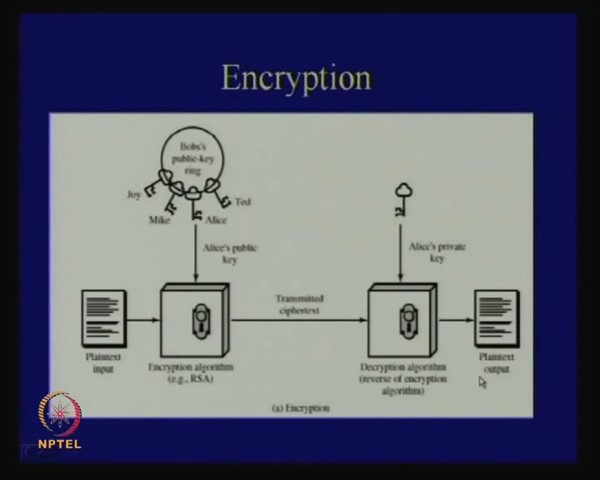 Encryption
Bobs's
public-key
ring
Joy
Ted
Mike
Alice
Alice's public
key
Alice's private
key
Transmitted
ciphertext
Plaintext
input
Encryption algorithm
(e.g., RSA)
Decryption algorithm
(reverse of encryption
algorithm)
Plaintext
output
(a) Encryption
NPTEL